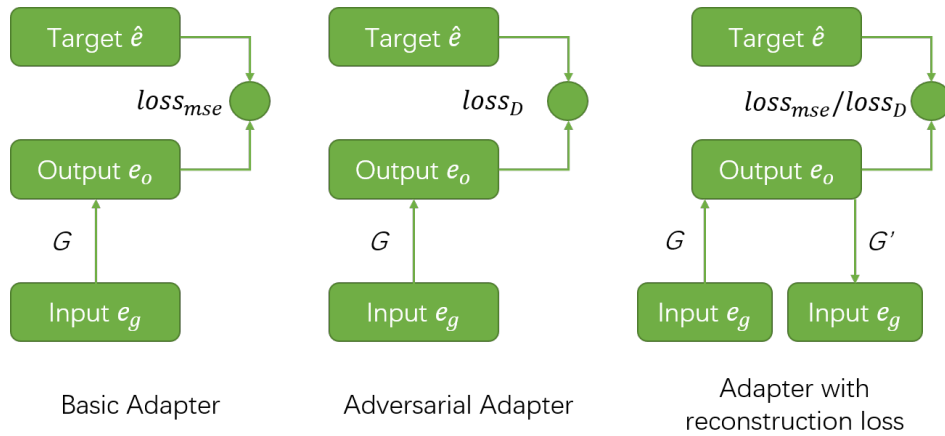 Target ê
loss_mse
Output e_o
G
Input e_g
Basic Adapter
Target ê
loss_D
Output e_o
G
Input e_g
Adversarial Adapter
Target ê
loss_mse/loss_D
Output e_o
G
G'
Input e_g
Input e_g
Adapter with
reconstruction loss